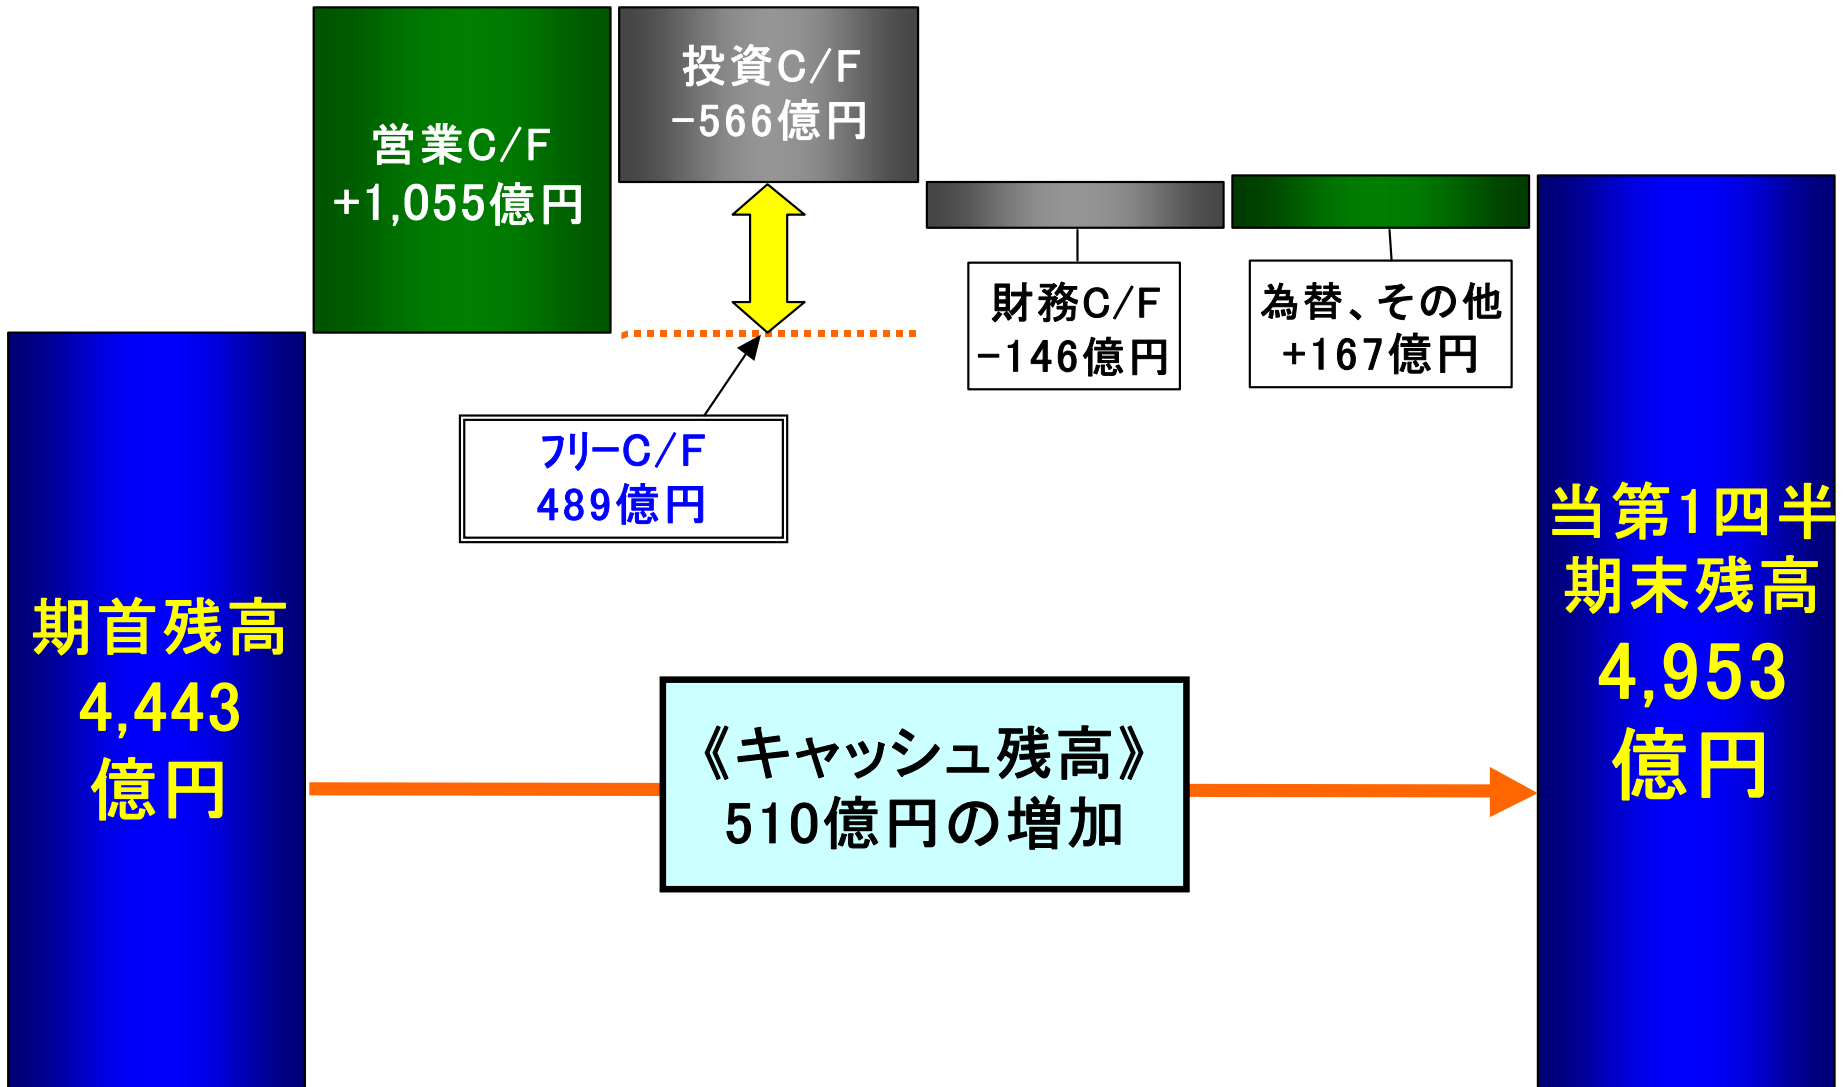 営業C/F
+1,055億円
投資C/F
-566億円
財務C/F
-146億円
為替、その他
+167億円
フリーC/F
489億円
期首残高
4,443
億円
《キャッシュ残高》
510億円の増加
当第1四半
期末残高
4,953
億円